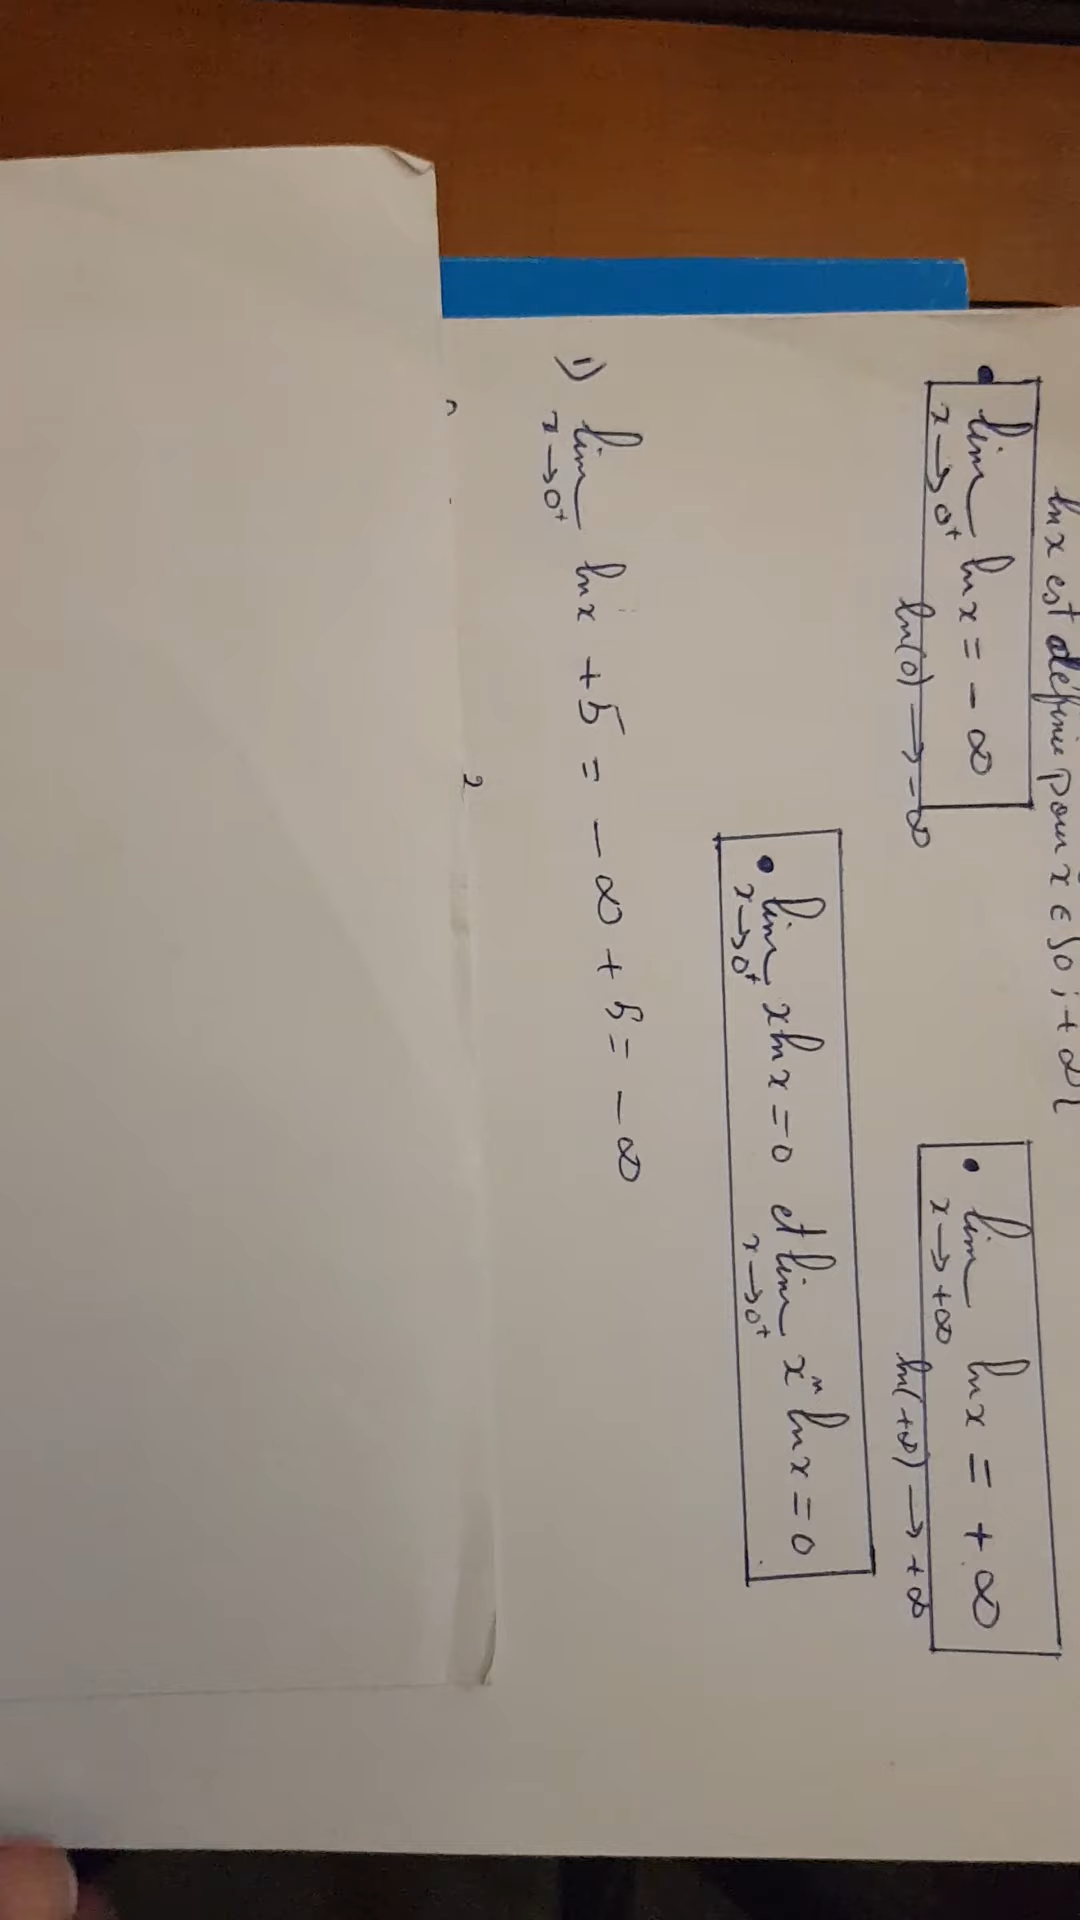 ln x est définie pour x ∈ ]0 ; +∞[
• lim ln x = - ∞
x → 0⁺
ln(0) → - ∞
• lim ln x = + ∞
x → +∞
ln(+∞) → + ∞
• lim x ln x = 0 et lim xⁿ ln x = 0
x → 0⁺ x → 0⁺
1) lim ln x + 5 = - ∞ + 5 = - ∞
x → 0⁺
2